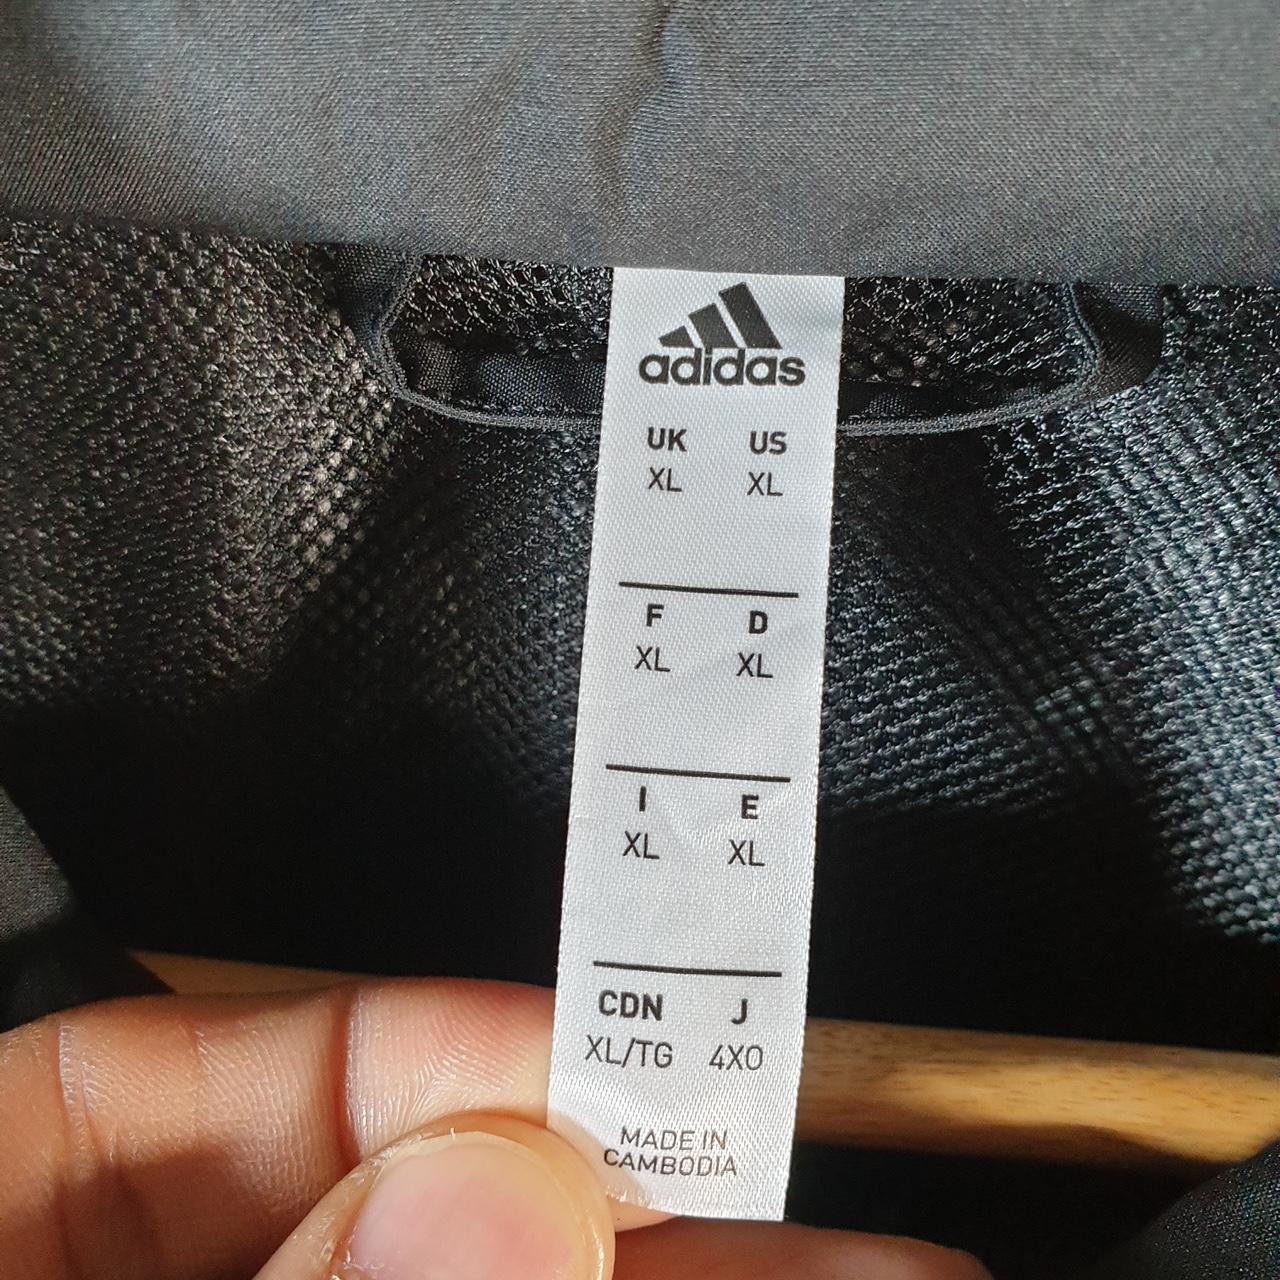 adidas
UK US
XL XL
F D
XL XL
I E
XL XL
CDN J
XL/TG 4XO
MADE IN
CAMBODIA